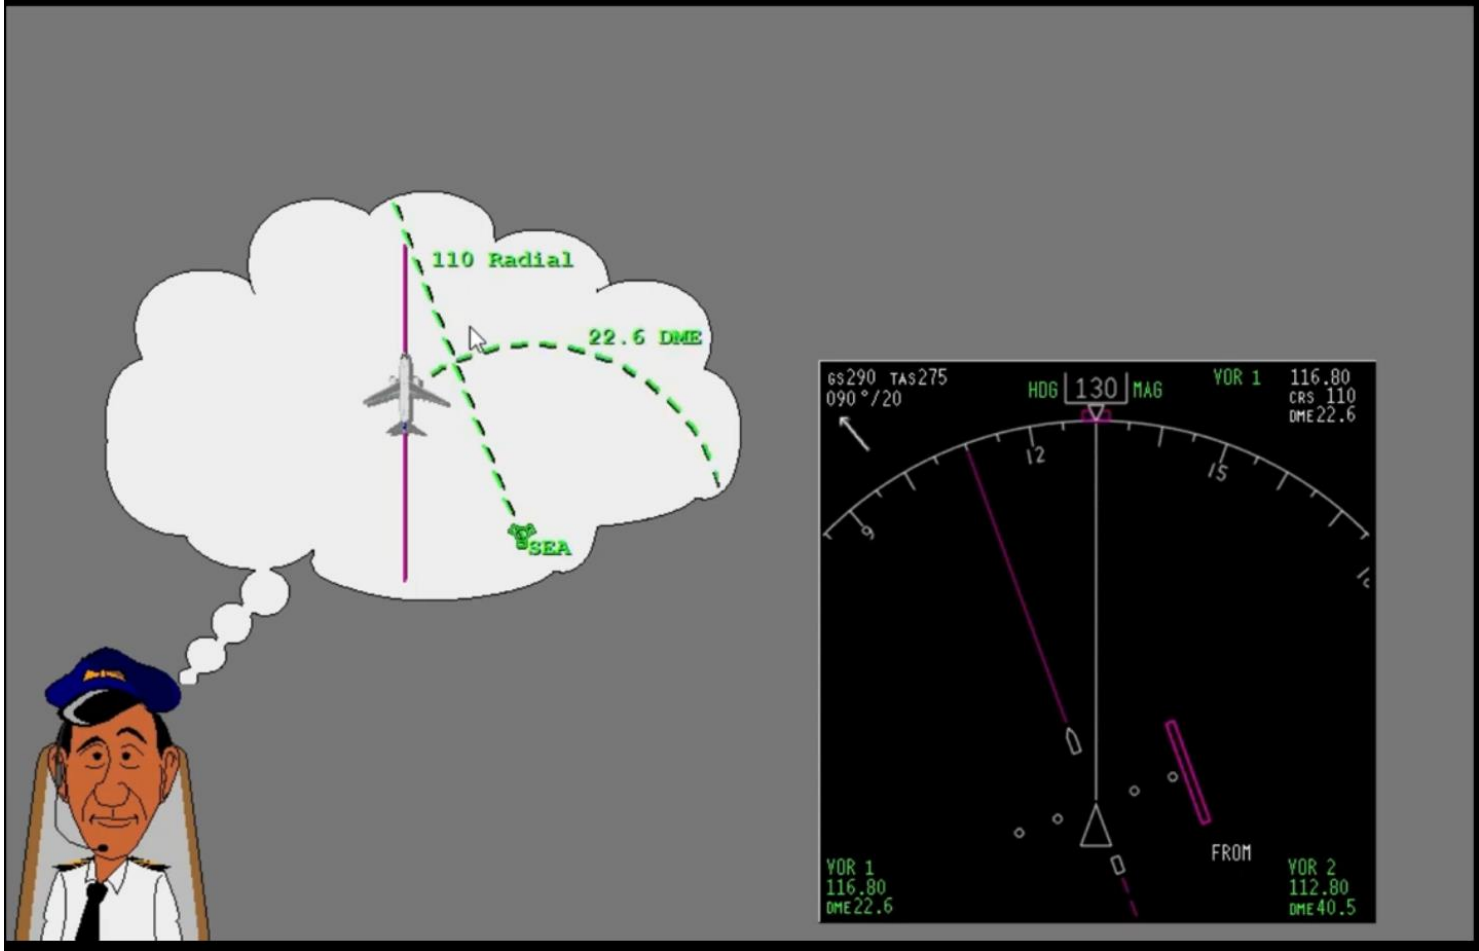 110 Radial
22.6 DME
SEA
GS290 TAS275
090°/20
HDG 130 MAG
VOR 1 116.80
CRS 110
DME22.6
9
12
15
FROM
VOR 1
116.80
DME22.6
VOR 2
112.80
DME40.5